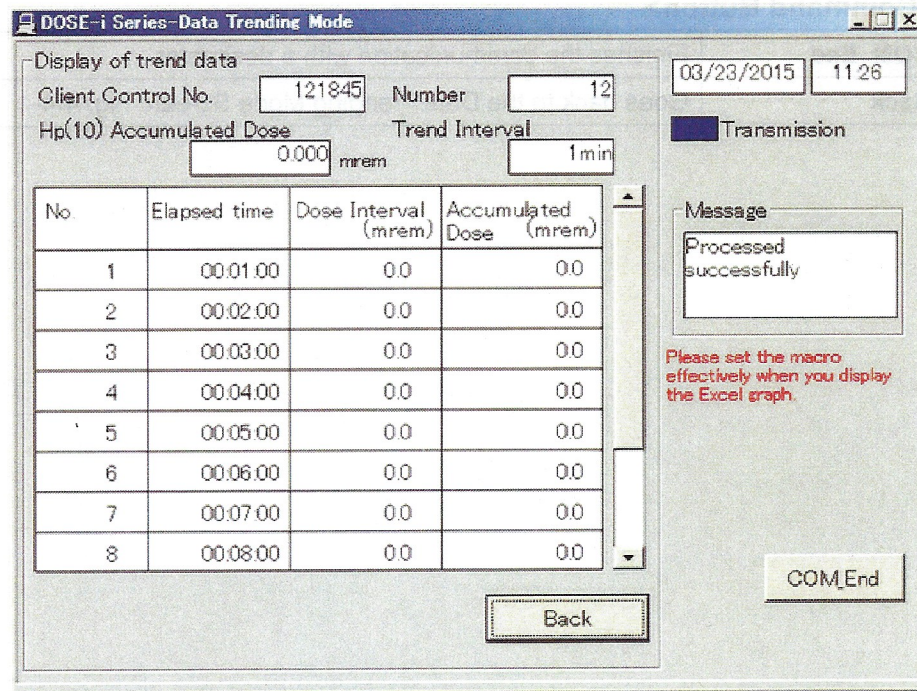 DOSE-i Series-Data Trending Mode
Display of trend data
Client Control No. 121845 Number 12
Hp(10) Accumulated Dose Trend Interval
0.000 mrem 1min
03/23/2015 11:26
Transmission
No. Elapsed time Dose Interval (mrem) Accumulated Dose (mrem)
1 00:01:00 0.0 0.0
2 00:02:00 0.0 0.0
3 00:03:00 0.0 0.0
4 00:04:00 0.0 0.0
5 00:05:00 0.0 0.0
6 00:06:00 0.0 0.0
7 00:07:00 0.0 0.0
8 00:08:00 0.0 0.0
Message
Processed
successfully
Please set the macro
effectively when you display
the Excel graph.
COM_End
Back